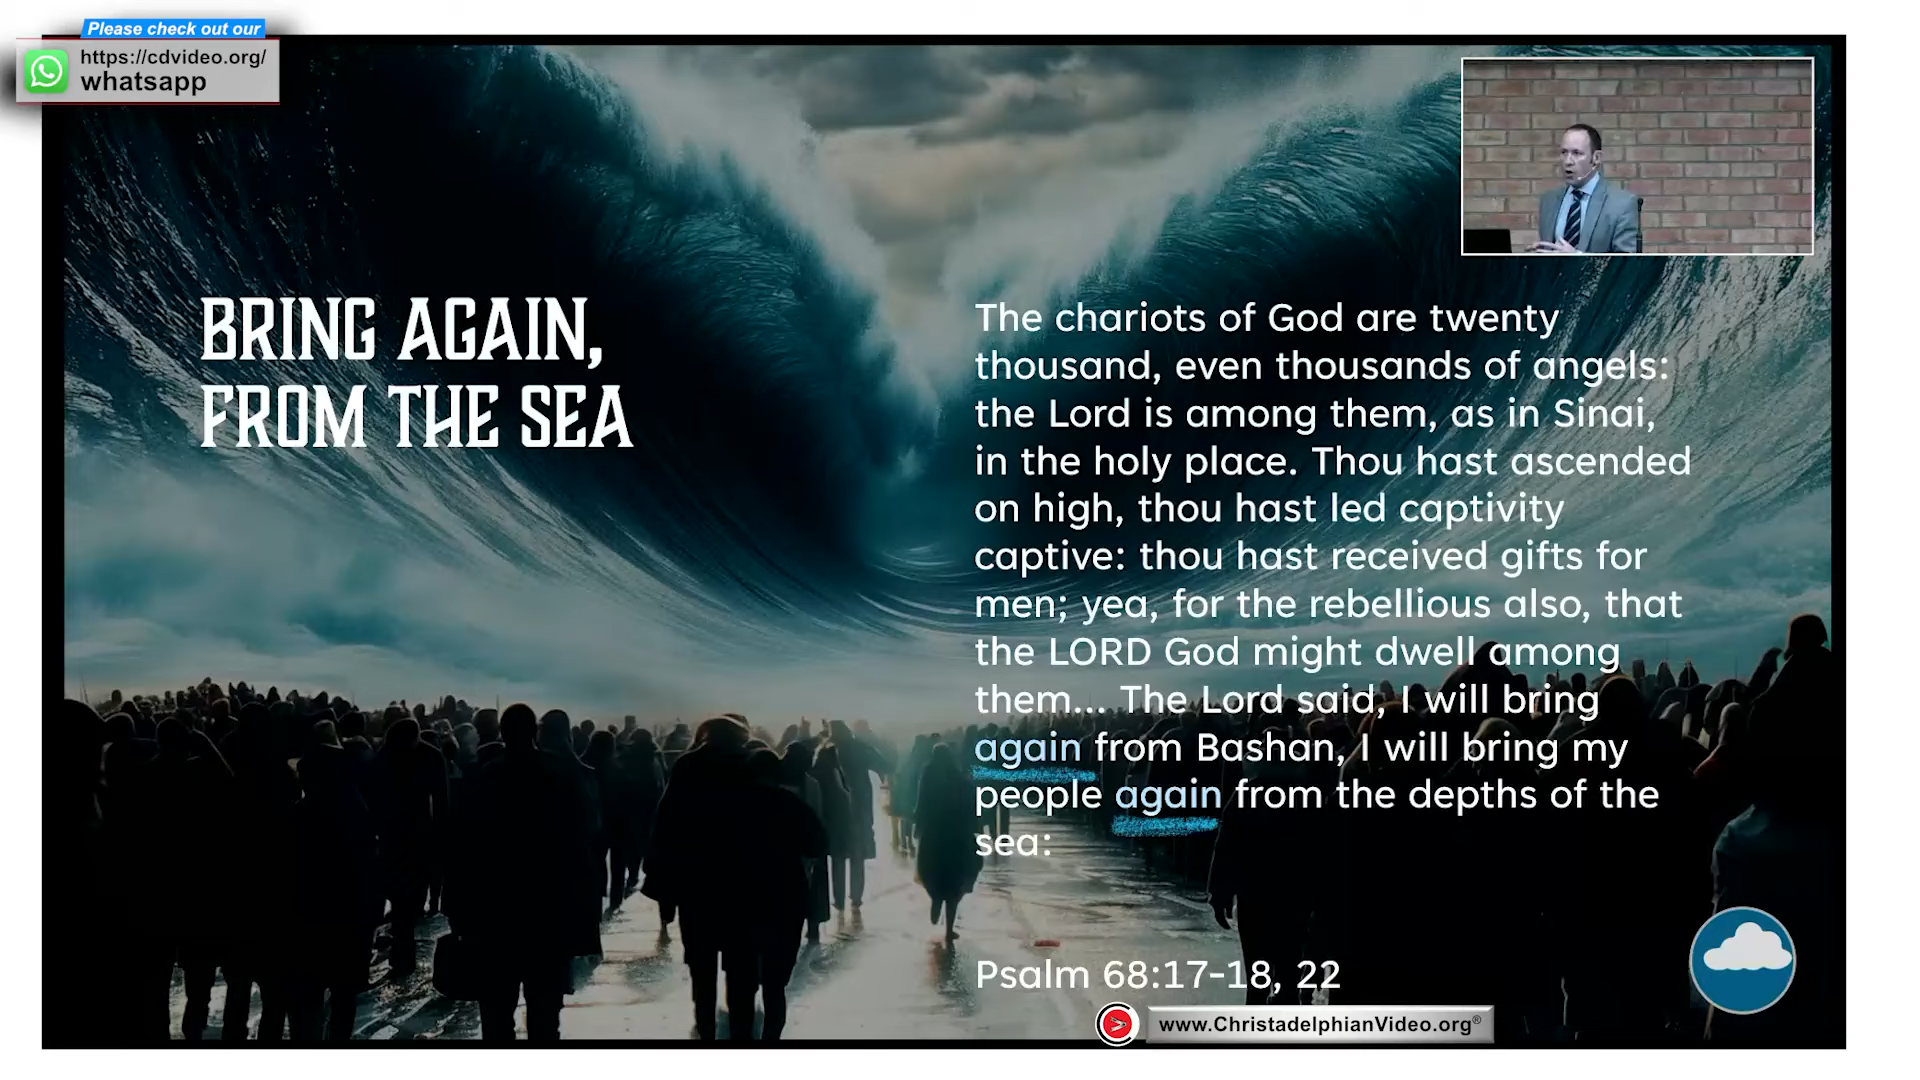 Please check out our
https://cdvideo.org/
whatsapp
BRING AGAIN,
FROM THE SEA
The chariots of God are twenty
thousand, even thousands of angels:
the Lord is among them, as in Sinai,
in the holy place. Thou hast ascended
on high, thou hast led captivity
captive: thou hast received gifts for
men; yea, for the rebellious also, that
the LORD God might dwell among
them... The Lord said, I will bring
again from Bashan, I will bring my
people again from the depths of the
sea:
Psalm 68:17-18, 22
www.ChristadelphianVideo.org®